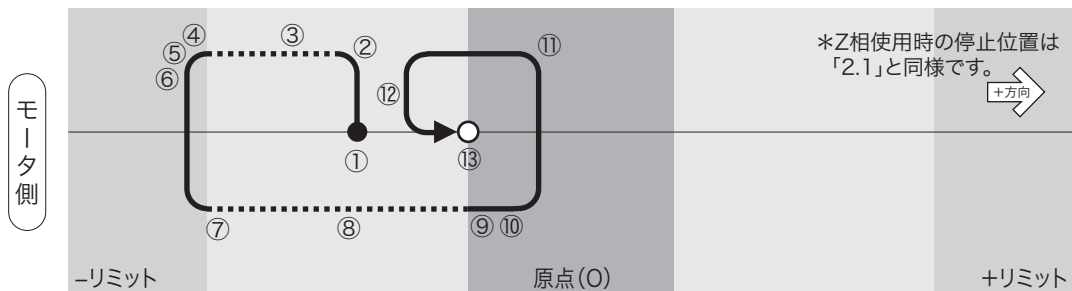 ④ ③ ② ⑪
⑤
⑥
⑫
*Z相使用時の停止位置は
「2.1」と同様です。
+方向
モータ側
① ⑬
⑦ ⑧ ⑨ ⑩
−リミット 原点(O) +リミット